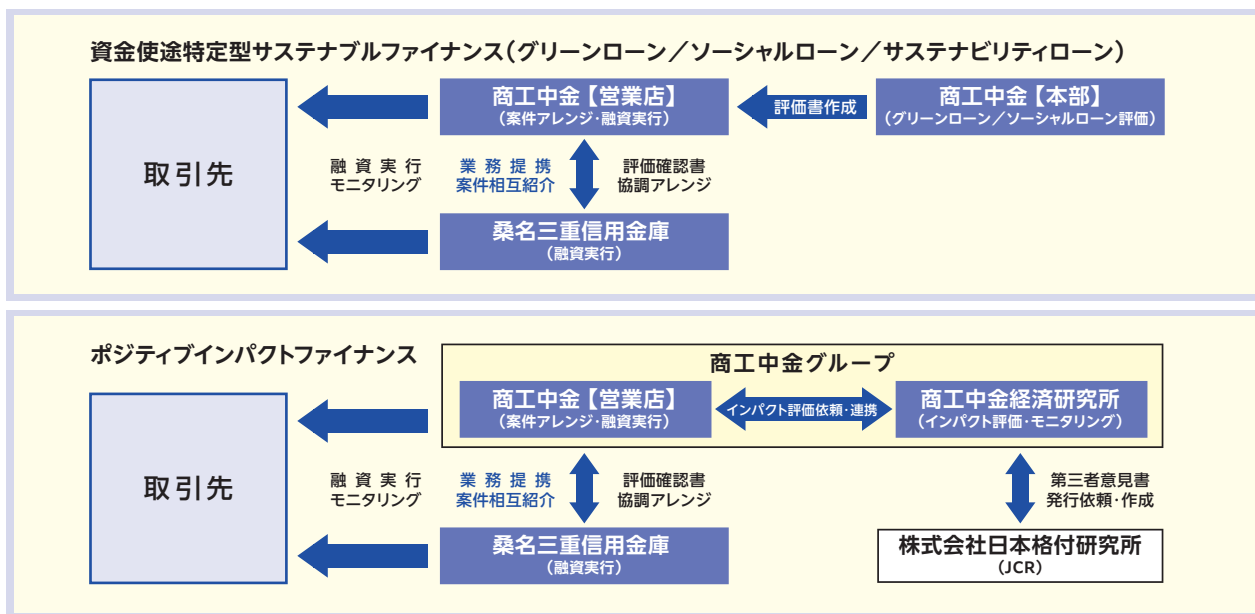 資金使途特定型サステナブルファイナンス(グリーンローン／ソーシャルローン／サステナビリティローン)
取引先
融資実行
モニタリング
商工中金【営業店】
(案件アレンジ・融資実行)
業務提携
案件相互紹介
評価確認書
協調アレンジ
桑名三重信用金庫
(融資実行)
評価書作成
商工中金【本部】
(グリーンローン／ソーシャルローン評価)
ポジティブインパクトファイナンス
取引先
融資実行
モニタリング
商工中金グループ
商工中金【営業店】
(案件アレンジ・融資実行)
インパクト評価依頼・連携
商工中金経済研究所
(インパクト評価・モニタリング)
業務提携
案件相互紹介
評価確認書
協調アレンジ
第三者意見書
発行依頼・作成
桑名三重信用金庫
(融資実行)
株式会社日本格付研究所
(JCR)